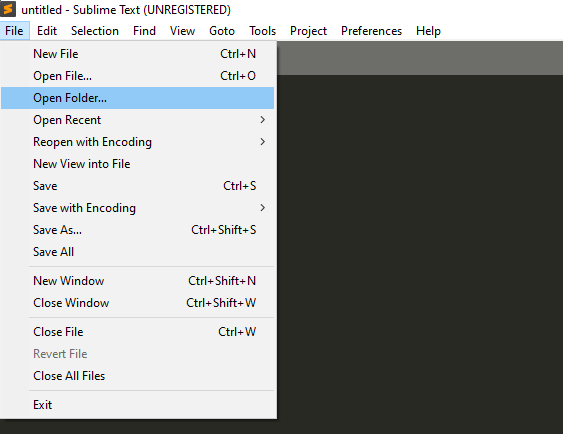 untitled - Sublime Text (UNREGISTERED)
File Edit Selection Find View Goto Tools Project Preferences Help
New File Ctrl+N
Open File... Ctrl+O
Open Folder...
Open Recent
Reopen with Encoding
New View into File
Save Ctrl+S
Save with Encoding
Save As... Ctrl+Shift+S
Save All
New Window Ctrl+Shift+N
Close Window Ctrl+Shift+W
Close File Ctrl+W
Revert File
Close All Files
Exit